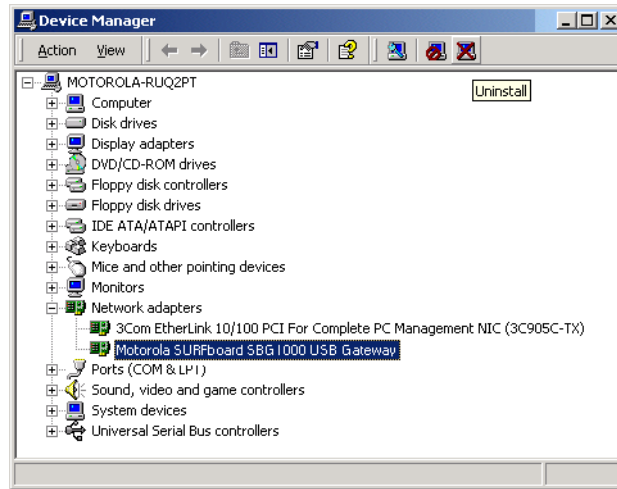 Device Manager
Action View
MOTOROLA-RUQ2PT
Uninstall
Computer
Disk drives
Display adapters
DVD/CD-ROM drives
Floppy disk controllers
Floppy disk drives
IDE ATA/ATAPI controllers
Keyboards
Mice and other pointing devices
Monitors
Network adapters
3Com EtherLink 10/100 PCI For Complete PC Management NIC (3C905C-TX)
Motorola SURFboard SBG1000 USB Gateway
Ports (COM & LPT)
Sound, video and game controllers
System devices
Universal Serial Bus controllers